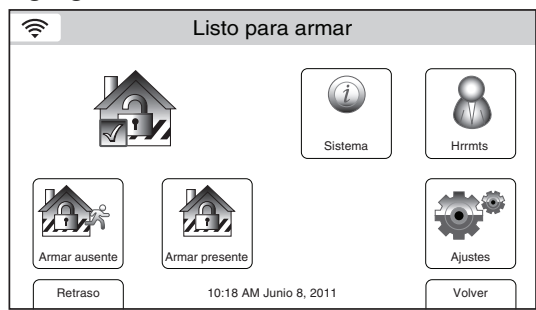 Listo para armar
Sistema
Hrrmts
Armar ausente
Armar presente
Ajustes
Retraso
10:18 AM Junio 8, 2011
Volver